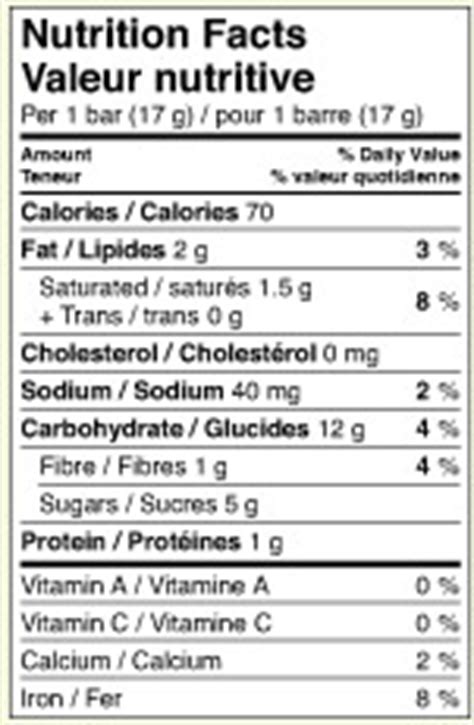 Nutrition Facts
Valeur nutritive
Per 1 bar (17 g) / pour 1 barre (17 g)
Amount % Daily Value
Teneur % valeur quotidienne
Calories / Calories 70
Fat / Lipides 2 g 3 %
Saturated / saturés 1.5 g
+ Trans / trans 0 g 8 %
Cholesterol / Cholestérol 0 mg
Sodium / Sodium 40 mg 2 %
Carbohydrate / Glucides 12 g 4 %
Fibre / Fibres 1 g 4 %
Sugars / Sucres 5 g
Protein / Protéines 1 g
Vitamin A / Vitamine A 0 %
Vitamin C / Vitamine C 0 %
Calcium / Calcium 2 %
Iron / Fer 8 %